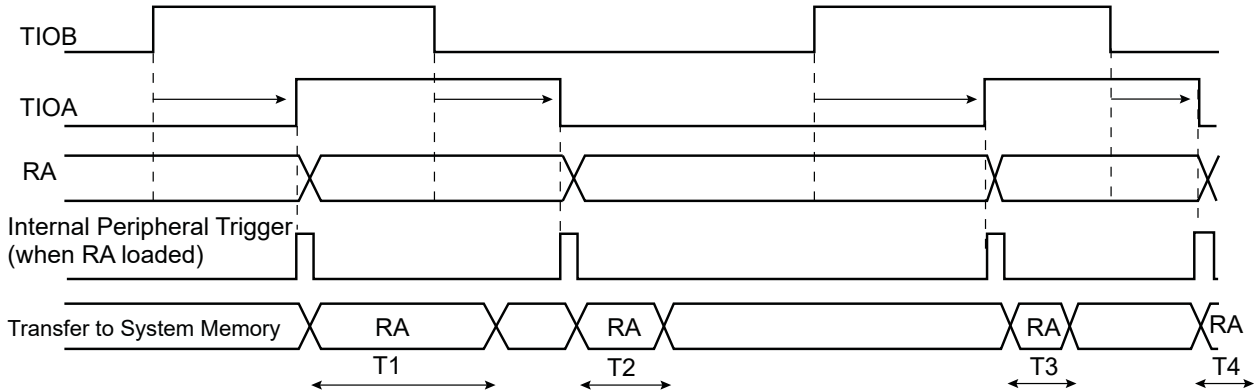 TIOB
TIOA
RA
Internal Peripheral Trigger
(when RA loaded)
Transfer to System Memory
RA
RA
RA
RA
T1
T2
T3
T4